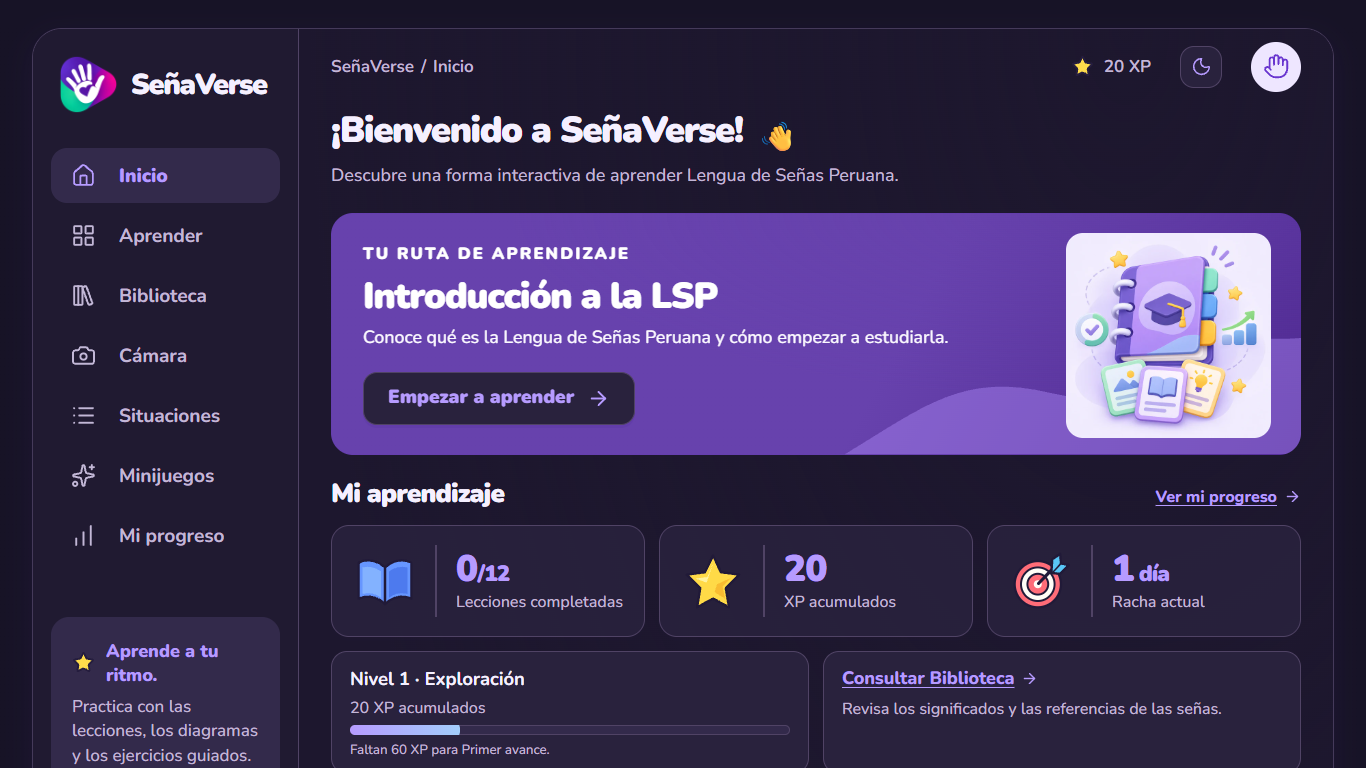 SeñaVerse
Inicio
Aprender
Biblioteca
Cámara
Situaciones
Minijuegos
Mi progreso
Aprende a tu
ritmo.
Practica con las
lecciones, los diagramas
y los ejercicios guiados.
SeñaVerse / Inicio
20 XP
¡Bienvenido a SeñaVerse!
Descubre una forma interactiva de aprender Lengua de Señas Peruana.
TU RUTA DE APRENDIZAJE
Introducción a la LSP
Conoce qué es la Lengua de Señas Peruana y cómo empezar a estudiarla.
Empezar a aprender
Mi aprendizaje
Ver mi progreso
0/12
Lecciones completadas
20
XP acumulados
1 día
Racha actual
Nivel 1 · Exploración
20 XP acumulados
Faltan 60 XP para Primer avance.
Consultar Biblioteca
Revisa los significados y las referencias de las señas.